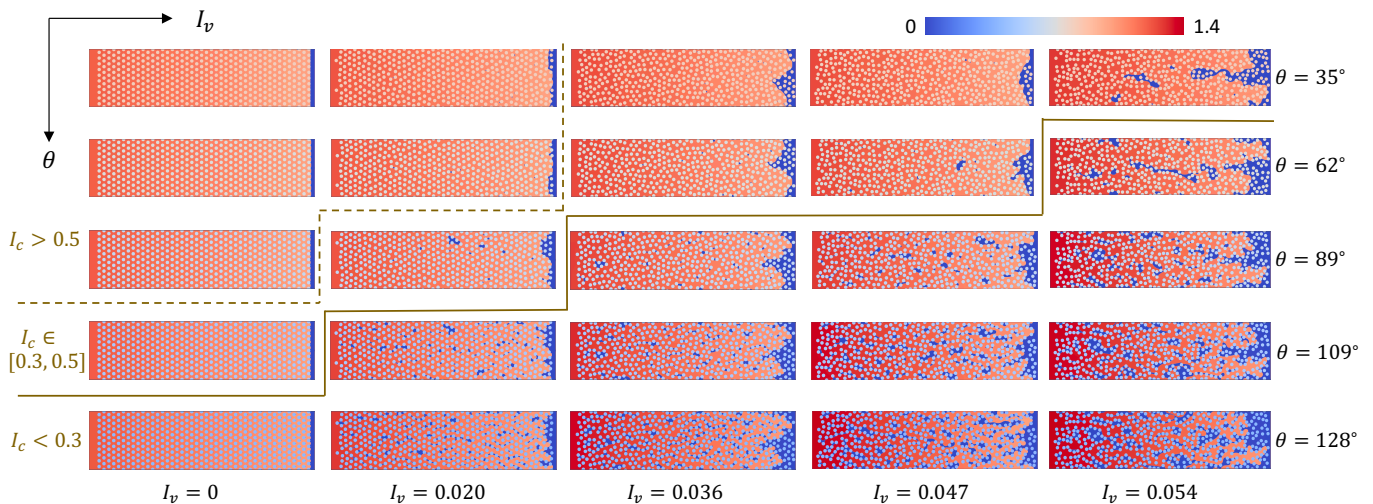 I_v
0
1.4
θ
θ = 35°
θ = 62°
I_c > 0.5
θ = 89°
I_c ∈
[0.3, 0.5]
θ = 109°
I_c < 0.3
θ = 128°
I_v = 0
I_v = 0.020
I_v = 0.036
I_v = 0.047
I_v = 0.054